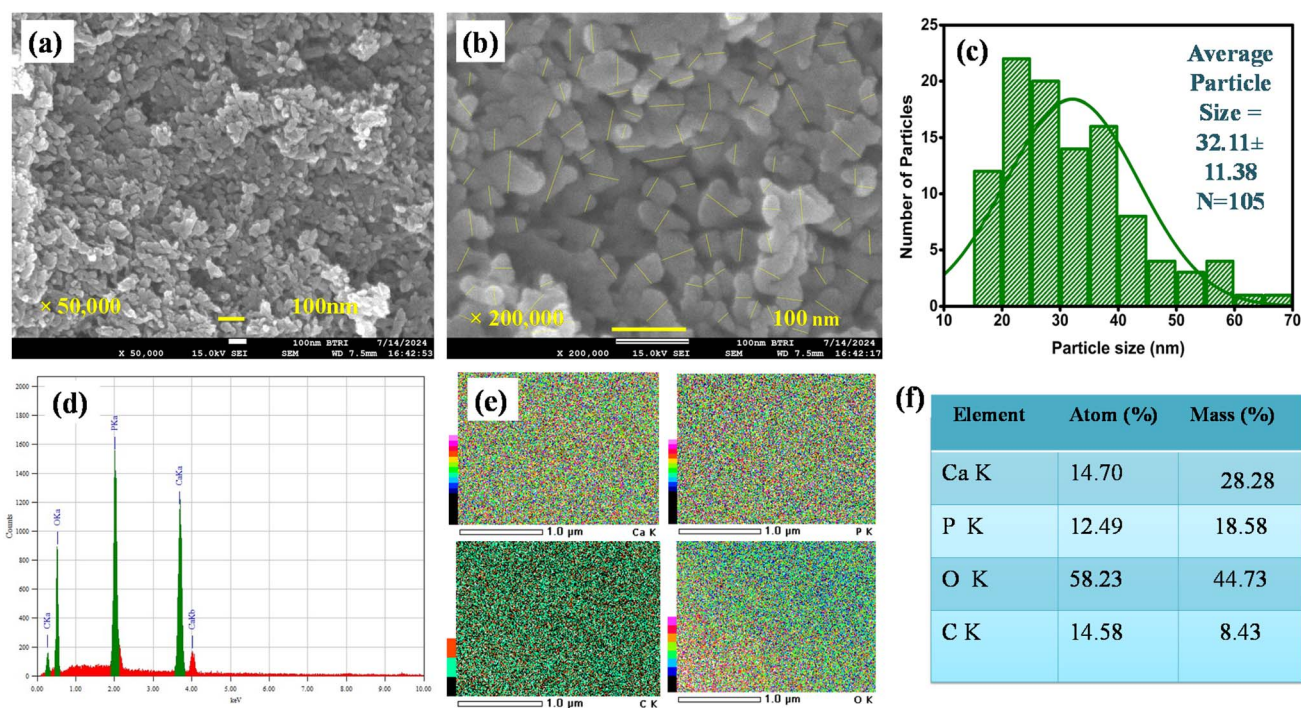 (a)
× 50,000
100nm
100nm BTRI 7/14/2024
X 50,000 15.0kV SEI SEM WD 7.5mm 16:42:53
(b)
× 200,000
100 nm
100nm BTRI 7/14/2024
X 200,000 15.0kV SEI SEM WD 7.5mm 16:42:17
(c)
Average
Particle
Size =
32.11±
11.38
N=105
Number of Particles
25
20
15
10
5
0
10 20 30 40 50 60 70
Particle size (nm)
(d)
Counts
2000
1800
1600
1400
1200
1000
800
600
400
200
0
CKa
OKa
PKa
CaKa
CaKb
0.00 1.00 2.00 3.00 4.00 5.00 6.00 7.00 8.00 9.00 10.00
keV
(e)
1.0 µm Ca K
1.0 µm P K
1.0 µm C K
1.0 µm O K
(f)
Element Atom (%) Mass (%)
Ca K 14.70 28.28
P K 12.49 18.58
O K 58.23 44.73
C K 14.58 8.43